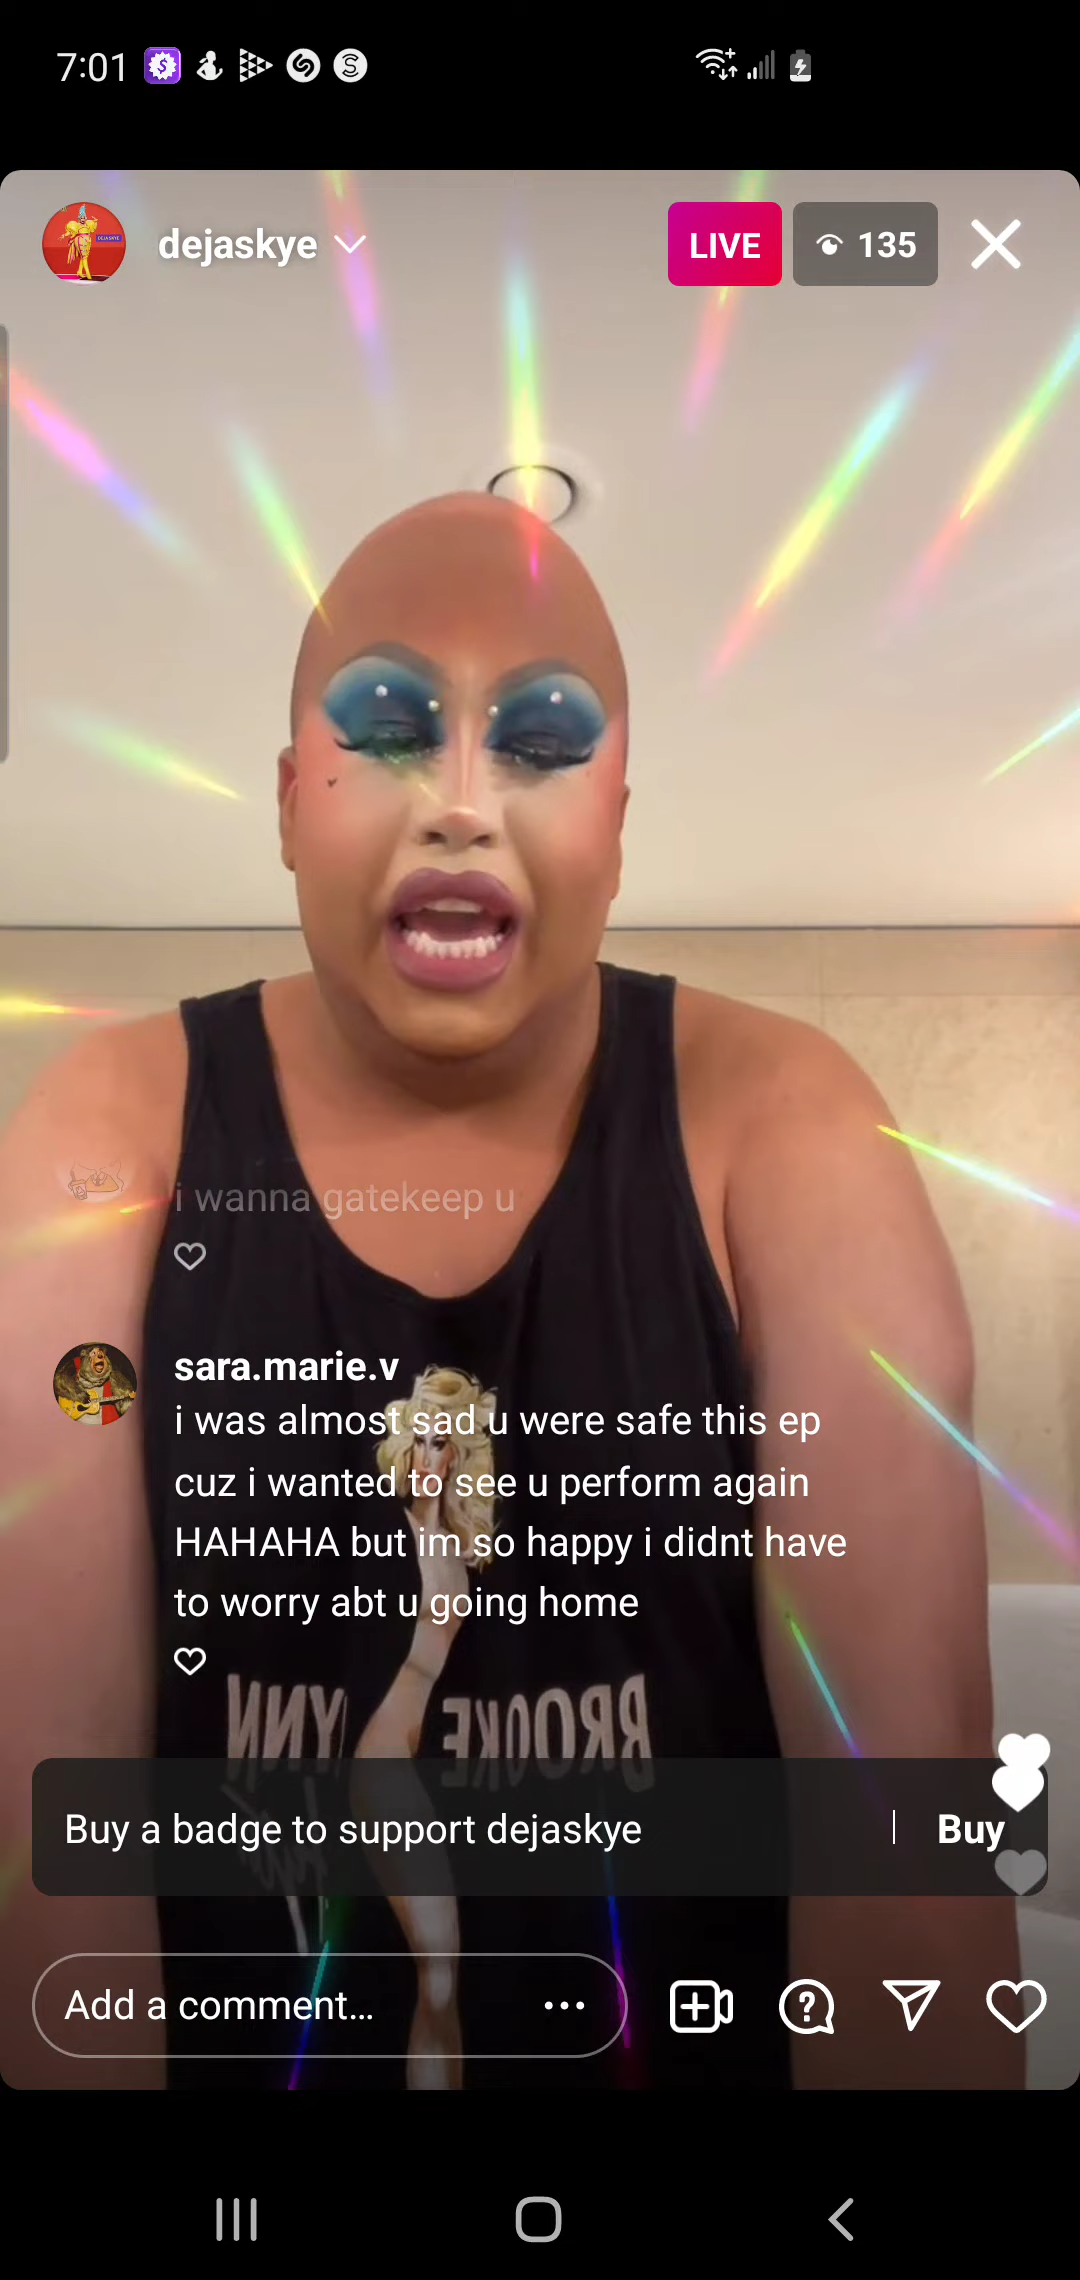 7:01
dejaskye
LIVE
135
i wanna gatekeep u
sara.marie.v
i was almost sad u were safe this ep
cuz i wanted to see u perform again
HAHAHA but im so happy i didnt have
to worry abt u going home
BROOKE LYNN
Buy a badge to support dejaskye | Buy
Add a comment...